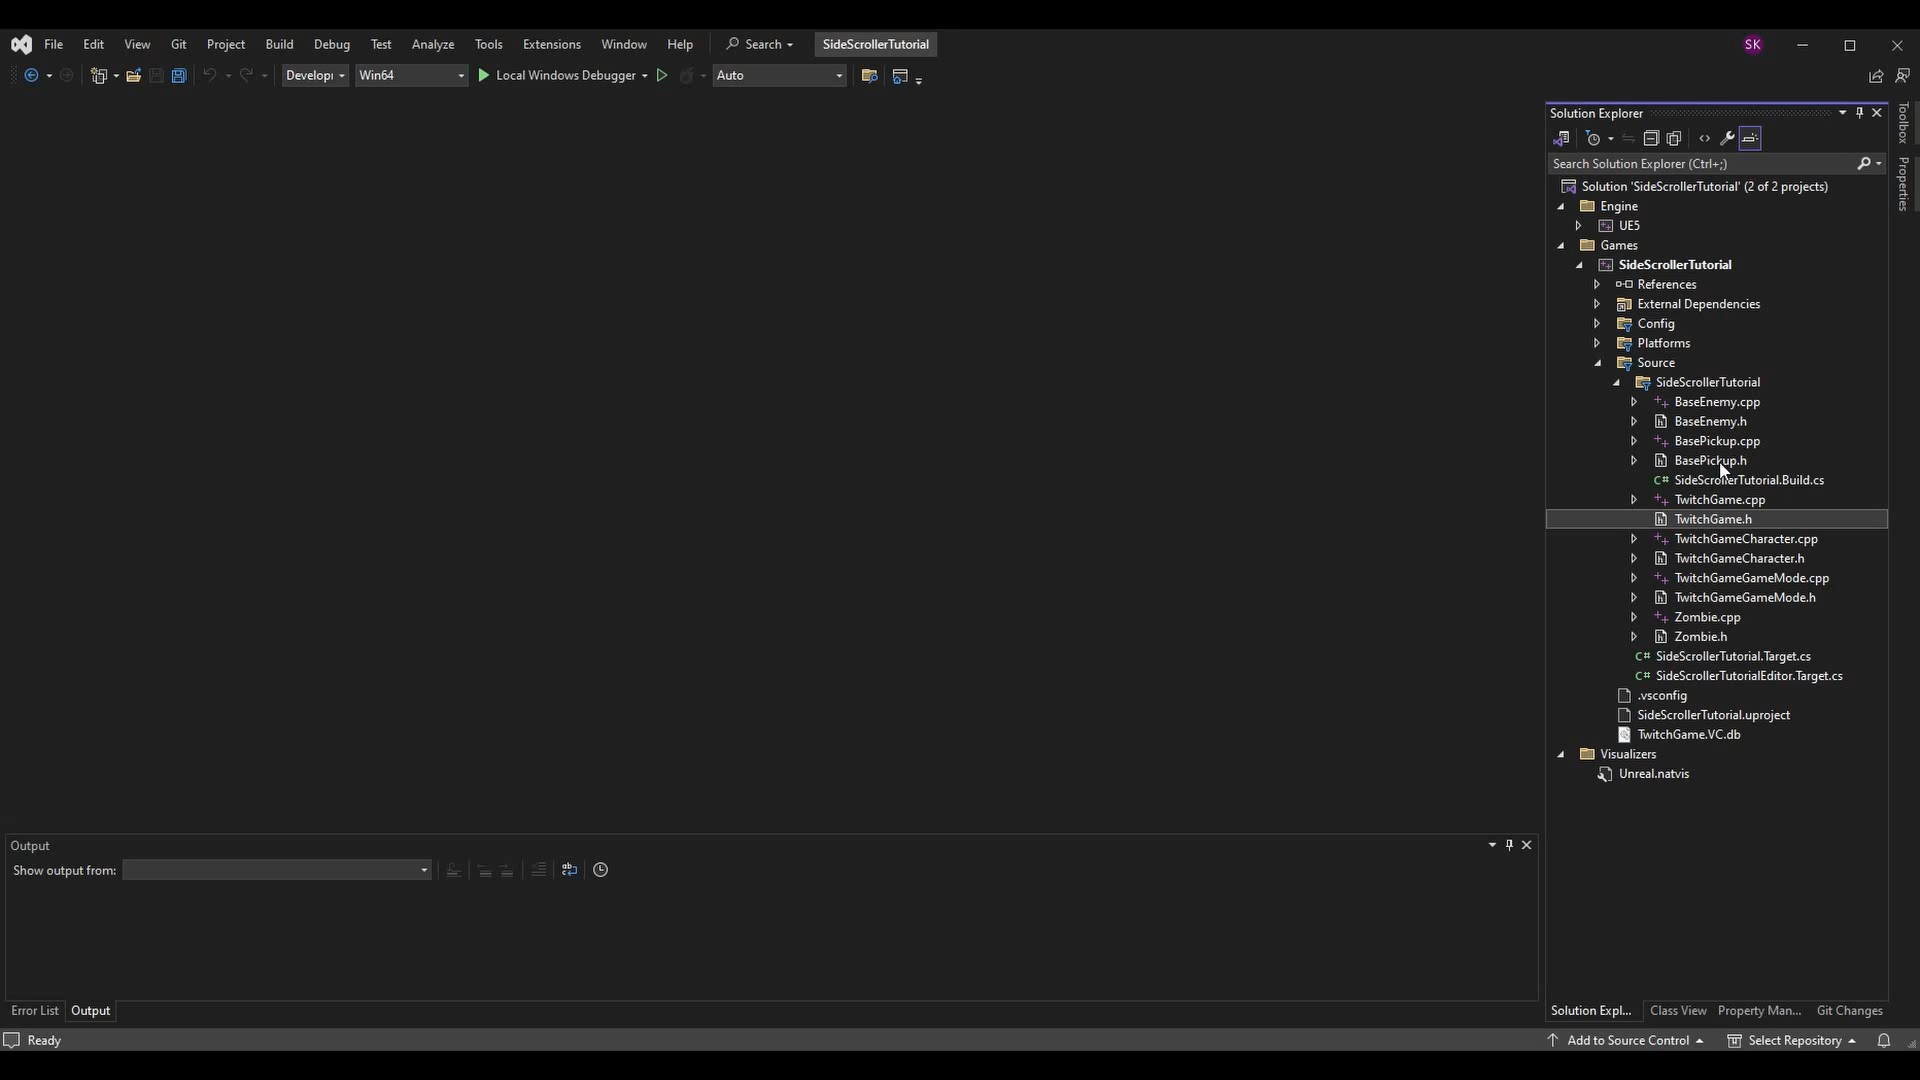 File Edit View Git Project Build Debug Test Analyze Tools Extensions Window Help Search SideScrollerTutorial SK
Develop Win64 Local Windows Debugger Auto
Solution Explorer
Search Solution Explorer (Ctrl+;)
Solution 'SideScrollerTutorial' (2 of 2 projects)
Engine
UE5
Games
SideScrollerTutorial
References
External Dependencies
Config
Platforms
Source
SideScrollerTutorial
BaseEnemy.cpp
BaseEnemy.h
BasePickup.cpp
BasePickup.h
C# SideScrollerTutorial.Build.cs
TwitchGame.cpp
TwitchGame.h
TwitchGameCharacter.cpp
TwitchGameCharacter.h
TwitchGameGameMode.cpp
TwitchGameGameMode.h
Zombie.cpp
Zombie.h
C# SideScrollerTutorial.Target.cs
C# SideScrollerTutorialEditor.Target.cs
.vsconfig
SideScrollerTutorial.uproject
TwitchGame.VC.db
Visualizers
Unreal.natvis
Toolbox
Properties
Output
Show output from:
Error List Output
Solution Expl... Class View Property Man... Git Changes
Ready Add to Source Control Select Repository